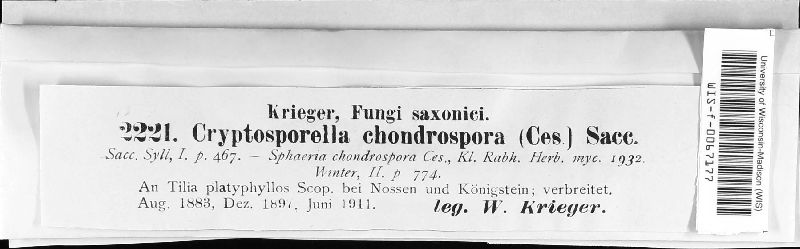 Krieger, Fungi saxonici.
2221. Cryptosporella chondrospora (Ces.) Sacc.
Sacc. Syll, I. p. 467. — Sphaeria chondrospora Ces., Kl. Rabh. Herb. myc. 1932.
Winter, II. p 774.
An Tilia platyphyllos Scop. bei Nossen und Königstein; verbreitet.
Aug. 1883, Dez. 1897, Juni 1911. leg. W. Krieger.
University of Wisconsin-Madison (WIS)
WIS-f-0067177